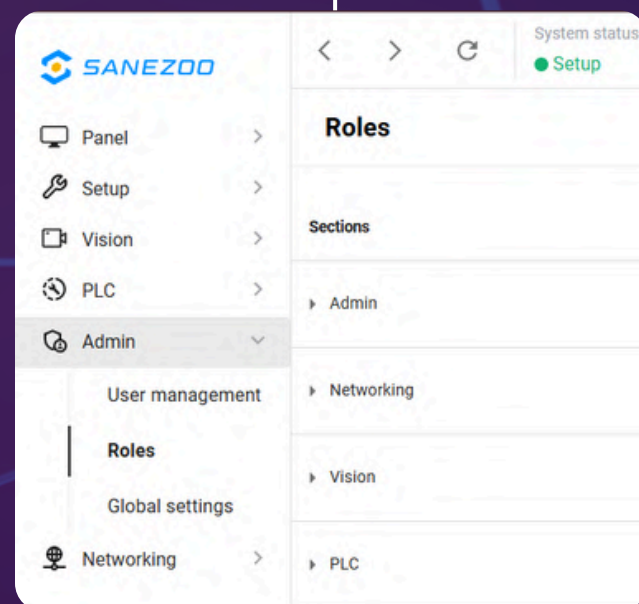 SANEZOO
Panel
Setup
Vision
PLC
Admin
User management
Roles
Global settings
Networking
System status
Setup
Roles
Sections
Admin
Networking
Vision
PLC